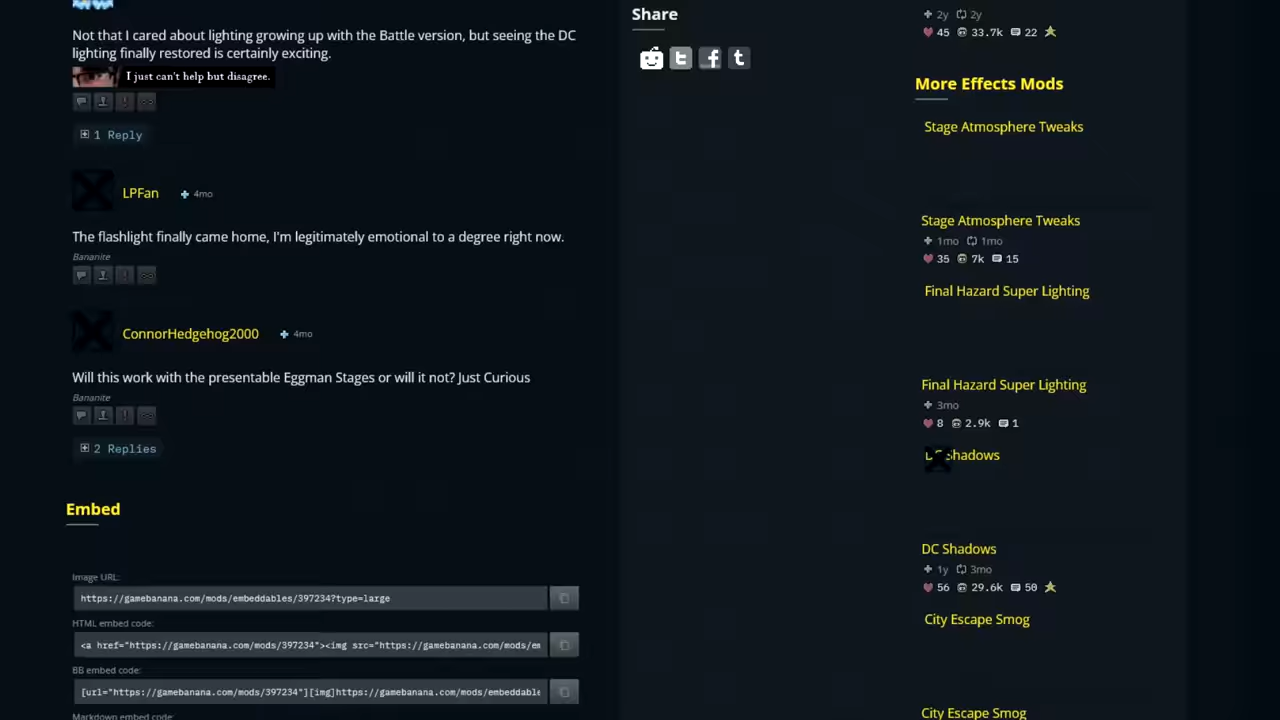 Not that I cared about lighting growing up with the Battle version, but seeing the DC
lighting finally restored is certainly exciting.
I just can't help but disagree.
1 Reply
LPFan 4mo
The flashlight finally came home, I'm legitimately emotional to a degree right now.
Bananite
ConnorHedgehog2000 4mo
Will this work with the presentable Eggman Stages or will it not? Just Curious
Bananite
2 Replies
Embed
Image URL:
https://gamebanana.com/mods/embeddables/397234?type=large
HTML embed code:
<a href="https://gamebanana.com/mods/397234"><img src="https://gamebanana.com/mods/em
BB embed code:
[url="https://gamebanana.com/mods/397234"][img]https://gamebanana.com/mods/embeddable
Markdown embed code:
Share
t
f
t
2y 2y
45 33.7k 22
More Effects Mods
Stage Atmosphere Tweaks
Stage Atmosphere Tweaks
1mo 1mo
35 7k 15
Final Hazard Super Lighting
Final Hazard Super Lighting
3mo
8 2.9k 1
DC Shadows
DC Shadows
1y 3mo
56 29.6k 50
City Escape Smog
City Escape Smog